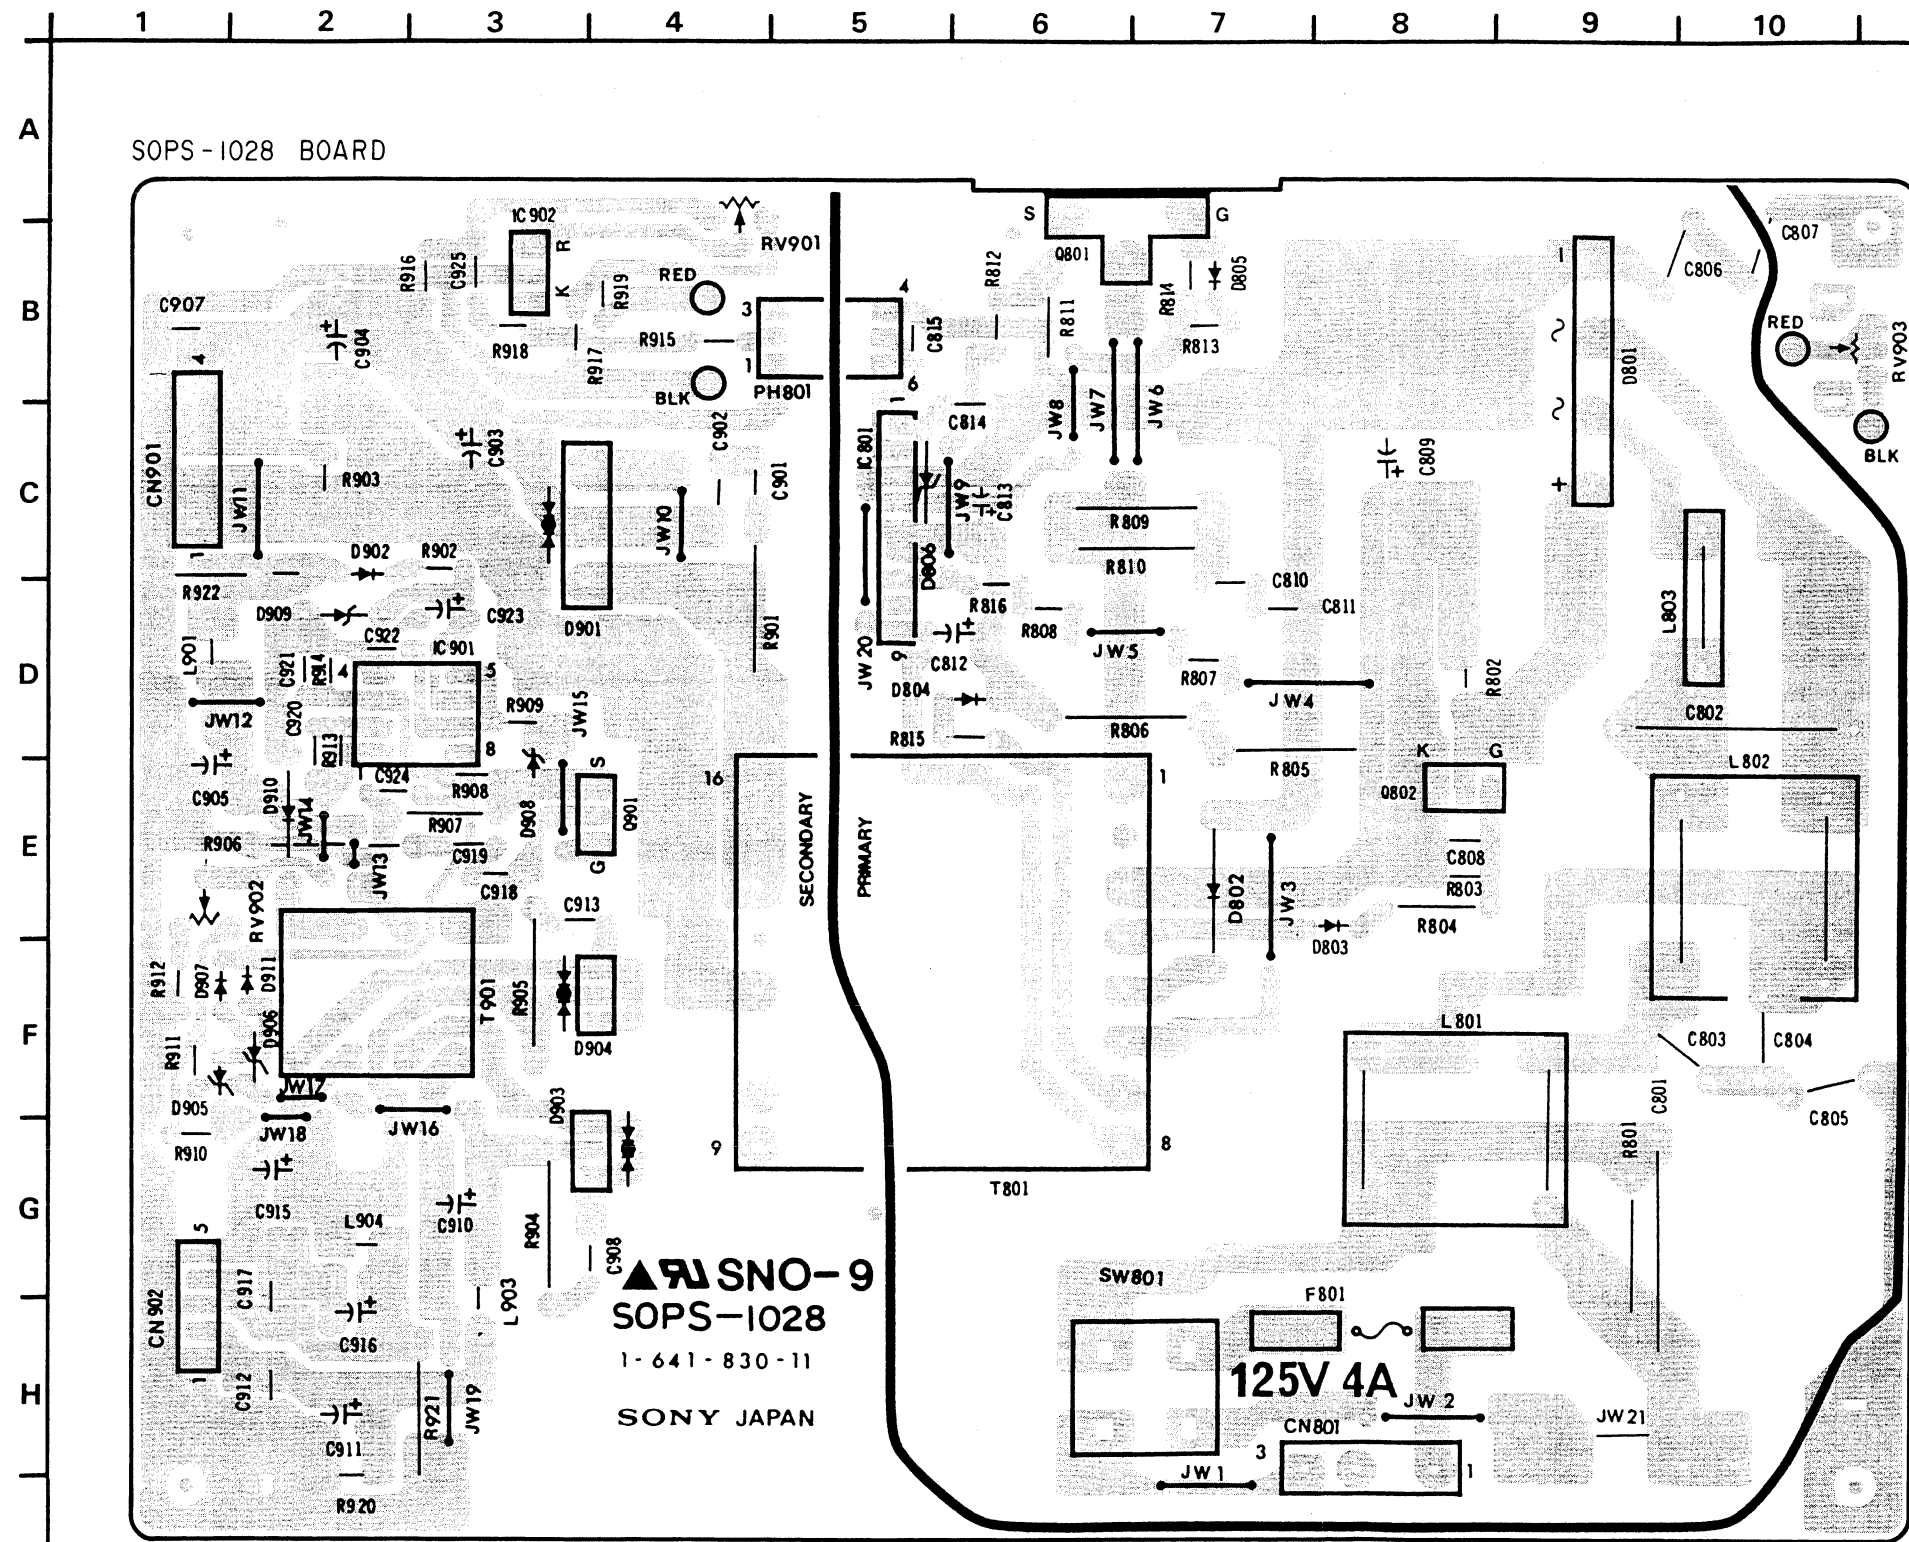 1 2 3 4 5 6 7 8 9 10
A
SOPS-1028 BOARD
IC902
R
K
RV901
S
G
Q801
C807
C806
R916
C925
R919
RED
R812
R814
D805
B
C907
C904
R918
R917
R915
3
1
4
6
PH801
C815
R811
R813
D801
−
~
~
+
RED
RV903
BLK
BLK
4
CN901
1
C
JW11
R903
C903
C902
C901
JW10
IC801
1
9
C814
JW8
JW7
JW6
JW9
C813
C809
R809
R810
D806
D902
R902
R922
D909
C923
C922
IC901
D901
R901
R816
R808
C810
C811
L803
D
L901
C921
R914
4
5
8
JW12
C920
R913
R909
JW15
JW20
C812
D804
JW5
R807
JW4
R802
C802
R815
R806
R805
K
G
L802
C905
D910
C924
R908
D908
S
G
Q901
16
1
Q802
SECONDARY
PRIMARY
E
R906
JW14
R907
JW13
C919
C918
C808
R803
RV902
C913
D802
JW3
D803
R804
R912
D907
D911
T901
R905
F
R911
D906
D904
L801
C803
C804
JW17
D905
D903
C801
C805
JW18
JW16
R910
9
8
R801
T801
G
C915
C910
5
L904
R904
C908
SNO-9
SW801
C917
L903
F801
CN902
SOPS-1028
C916
1-641-830-11
1
H
C912
R921
JW19
125V 4A
JW2
SONY JAPAN
CN801
JW21
C911
3
1
JW1
R920